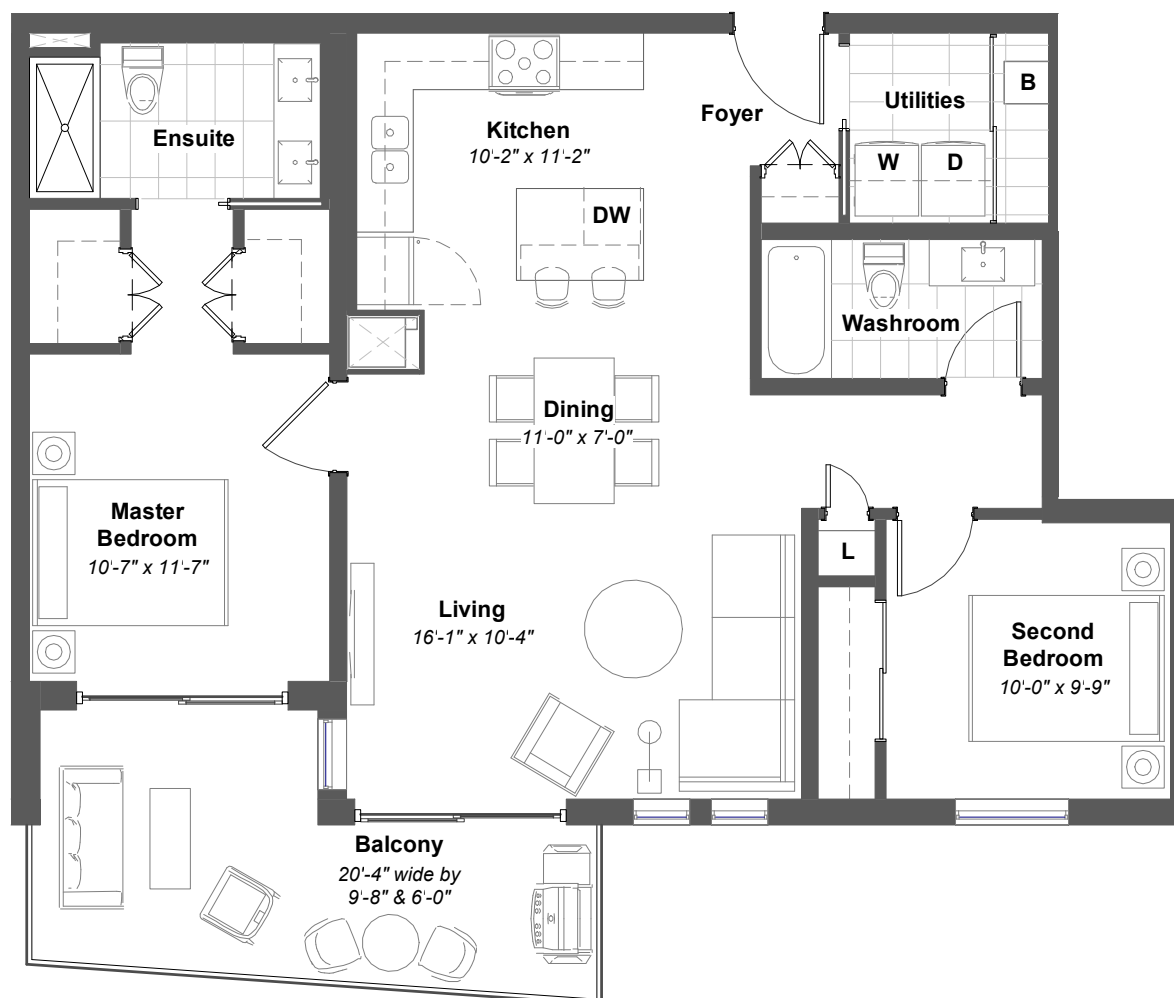 Ensuite
Kitchen
10'-2" x 11'-2"
Foyer
Utilities
B
W
D
DW
Washroom
Dining
11'-0" x 7'-0"
Master
Bedroom
10'-7" x 11'-7"
Living
16'-1" x 10'-4"
L
Second
Bedroom
10'-0" x 9'-9"
Balcony
20'-4" wide by
9'-8" & 6'-0"